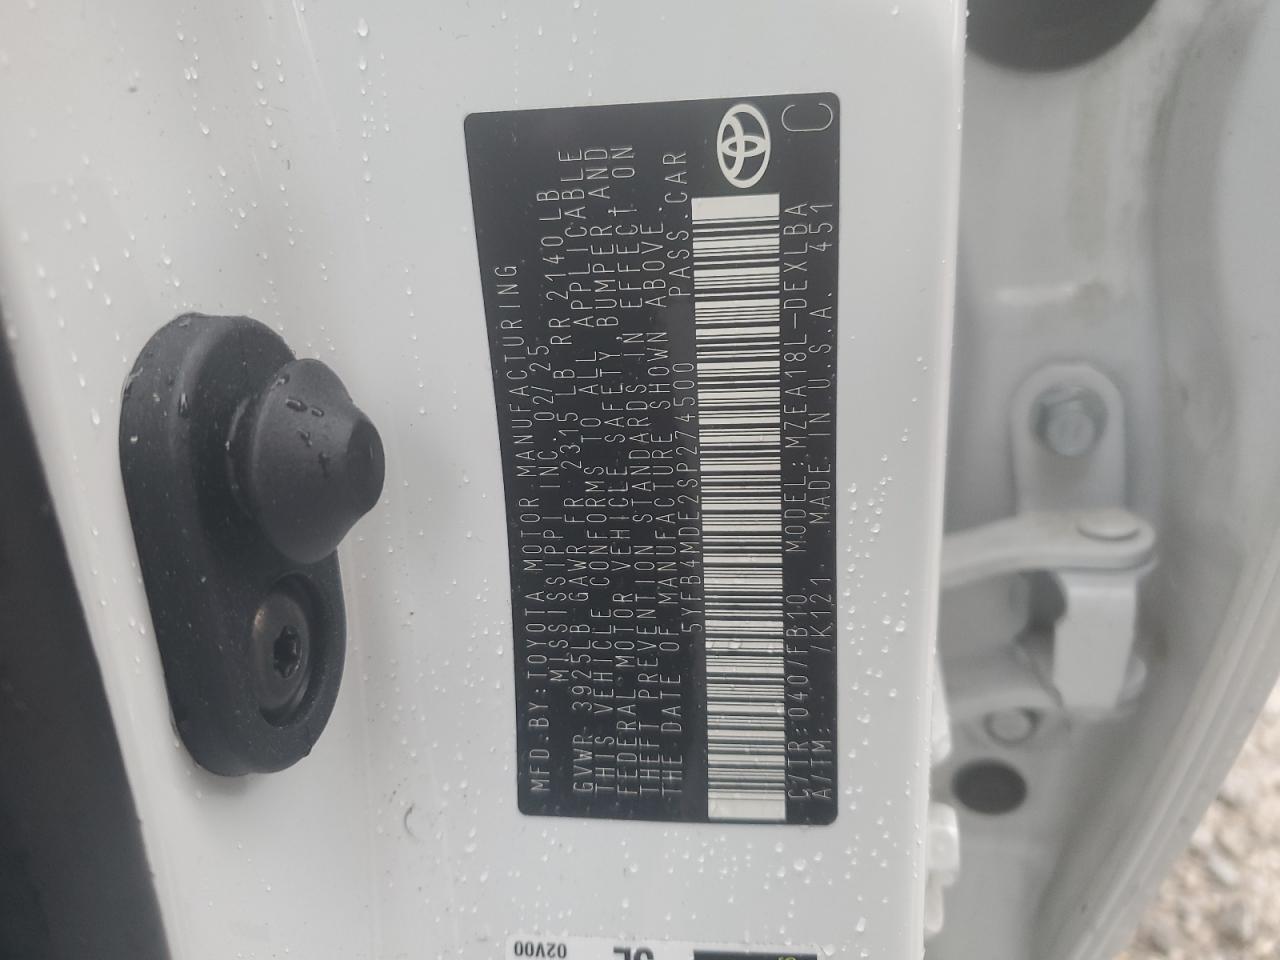 MFD.BY:TOYOTA MOTOR MANUFACTURING
MISSISSIPPI INC.02/25
GVWR 3925LB GAWR FR 2315 LB RR 2140LB
THIS VEHICLE CONFORMS TO ALL APPLICABLE
FEDERAL MOTOR VEHICLE SAFETY,BUMPER,AND
THEFT PREVENTION STANDARDS IN EFFECT ON
THE DATE OF MANUFACTURE SHOWN ABOVE.
5YFB4MDE2SP274500 PASS.CAR
C/TR:040/FB10 MODEL:MZEA18L-DEXLBA
A/TM: /K121 MADE IN U.S.A. 451
C
02V00